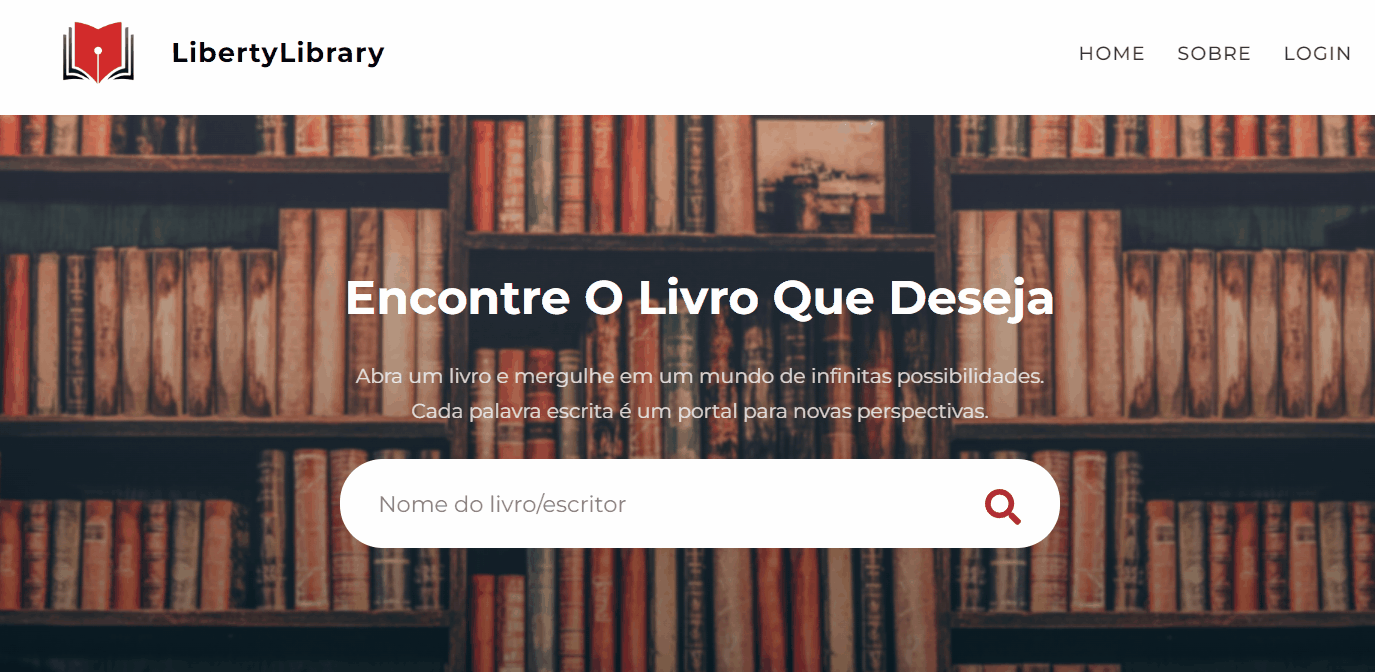 LibertyLibrary
HOME SOBRE LOGIN
Encontre O Livro Que Deseja
Abra um livro e mergulhe em um mundo de infinitas possibilidades.
Cada palavra escrita é um portal para novas perspectivas.
Nome do livro/escritor